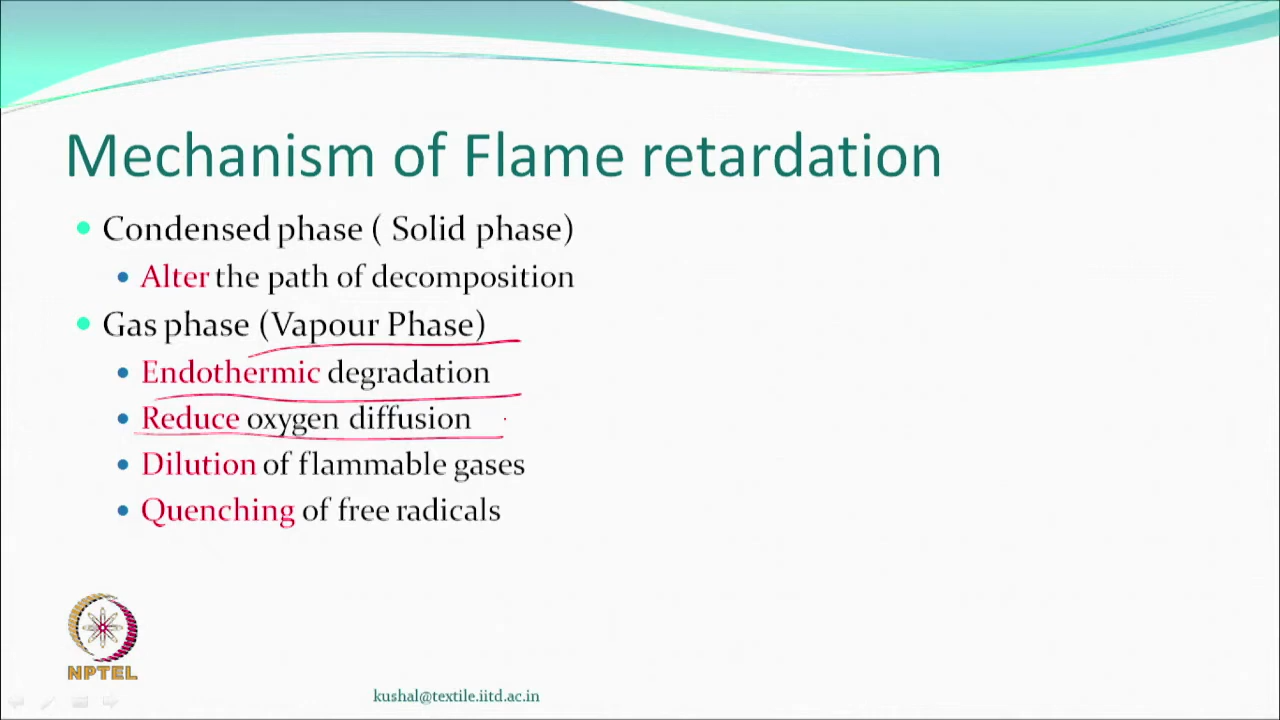 Mechanism of Flame retardation
Condensed phase ( Solid phase)
Alter the path of decomposition
Gas phase (Vapour Phase)
Endothermic degradation
Reduce oxygen diffusion
Dilution of flammable gases
Quenching of free radicals
NPTEL
kushal@textile.iitd.ac.in